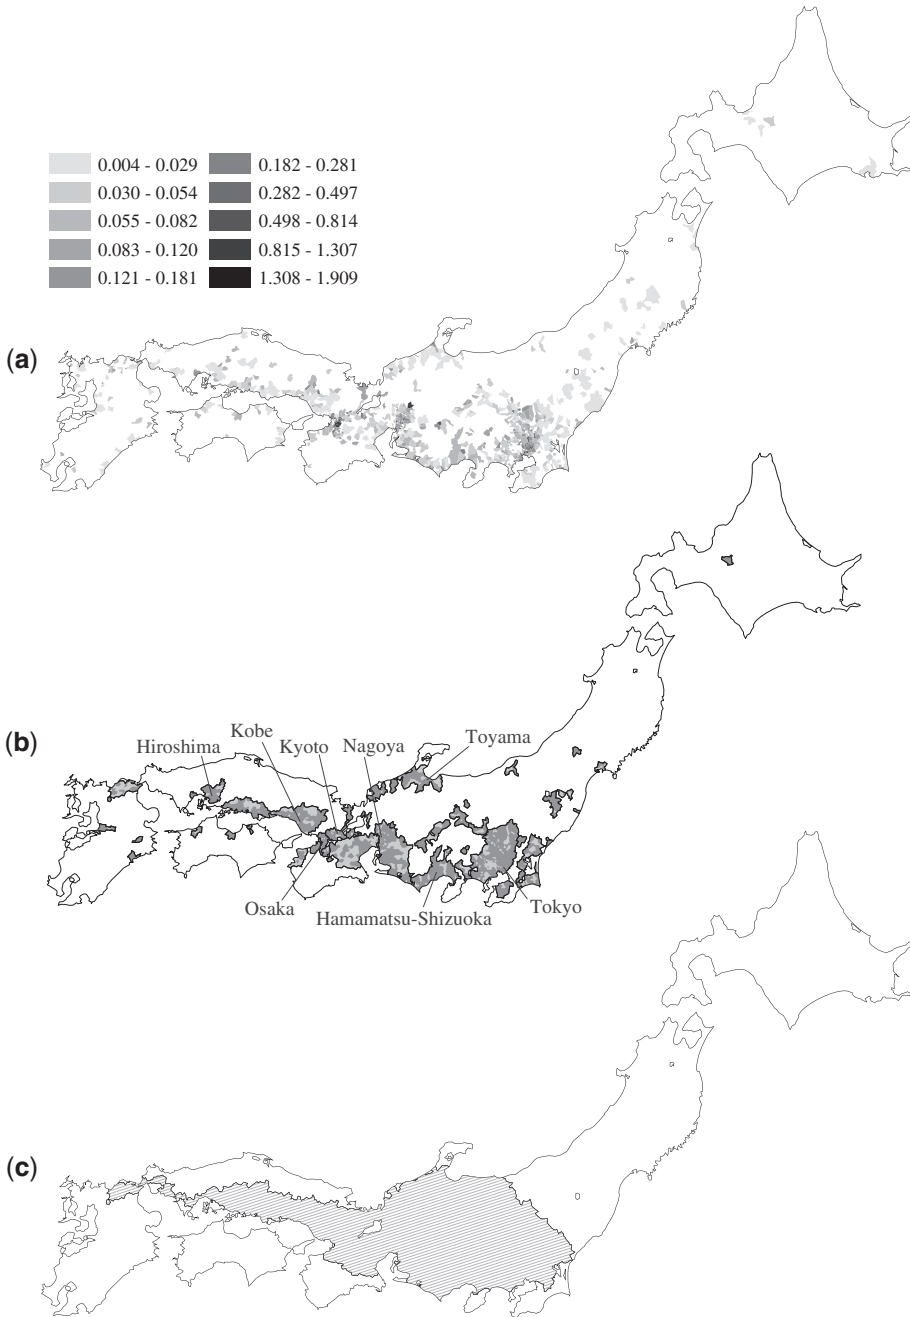 0.004 - 0.029 0.182 - 0.281
0.030 - 0.054 0.282 - 0.497
0.055 - 0.082 0.498 - 0.814
0.083 - 0.120 0.815 - 1.307
0.121 - 0.181 1.308 - 1.909
(a)
(b)
Kobe
Hiroshima Kyoto Nagoya Toyama
Osaka Tokyo
Hamamatsu-Shizuoka
(c)